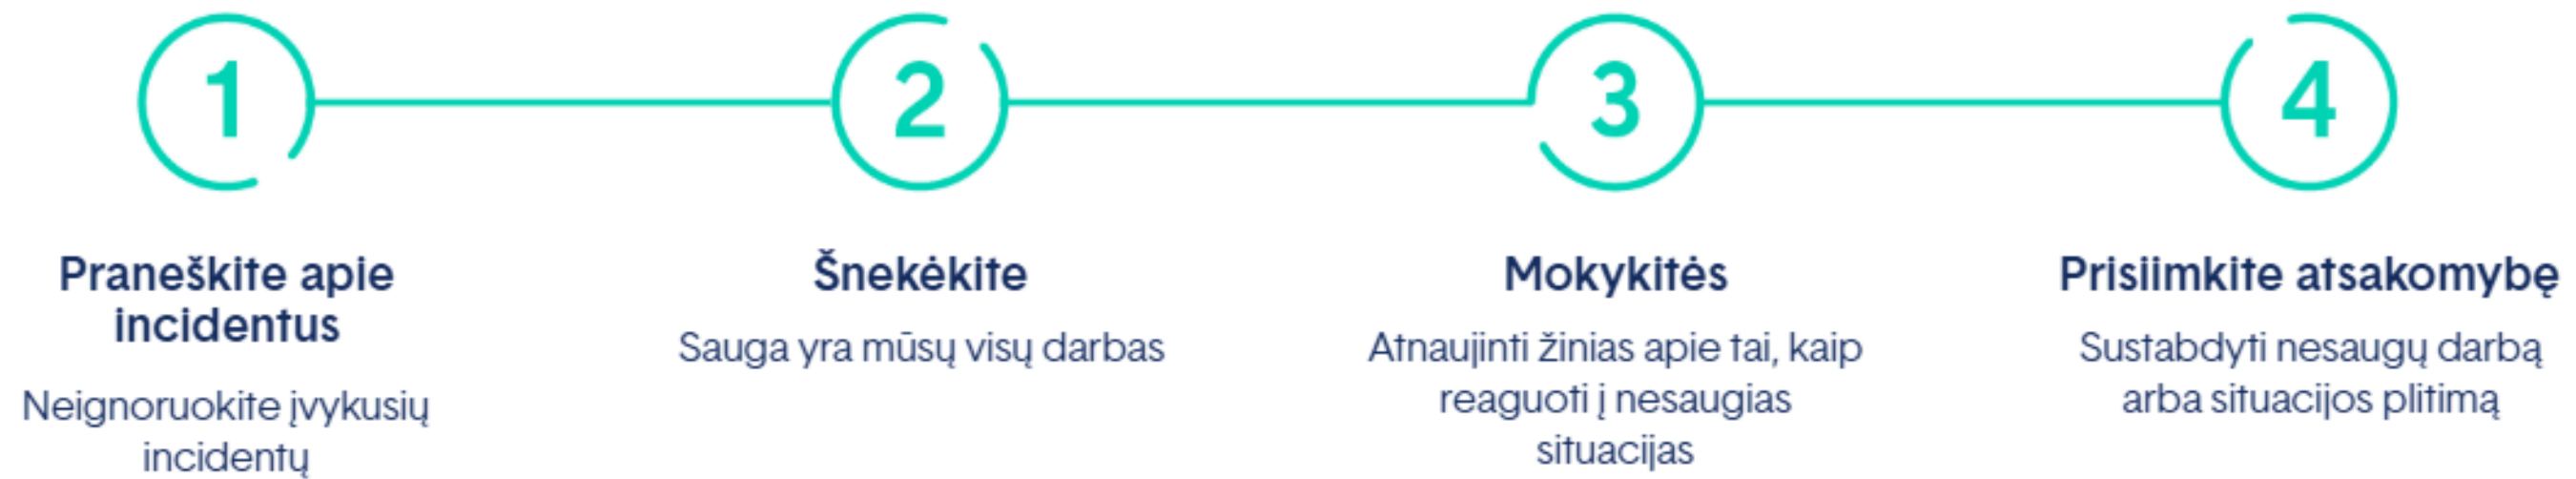 1
Praneškite apie
incidentus
Neignoruokite įvykusių
incidentų
2
Šnekėkite
Sauga yra mūsų visų darbas
3
Mokykitės
Atnaujinti žinias apie tai, kaip
reaguoti į nesaugias
situacijas
4
Prisiimkite atsakomybę
Sustabdyti nesaugų darbą
arba situacijos plitimą